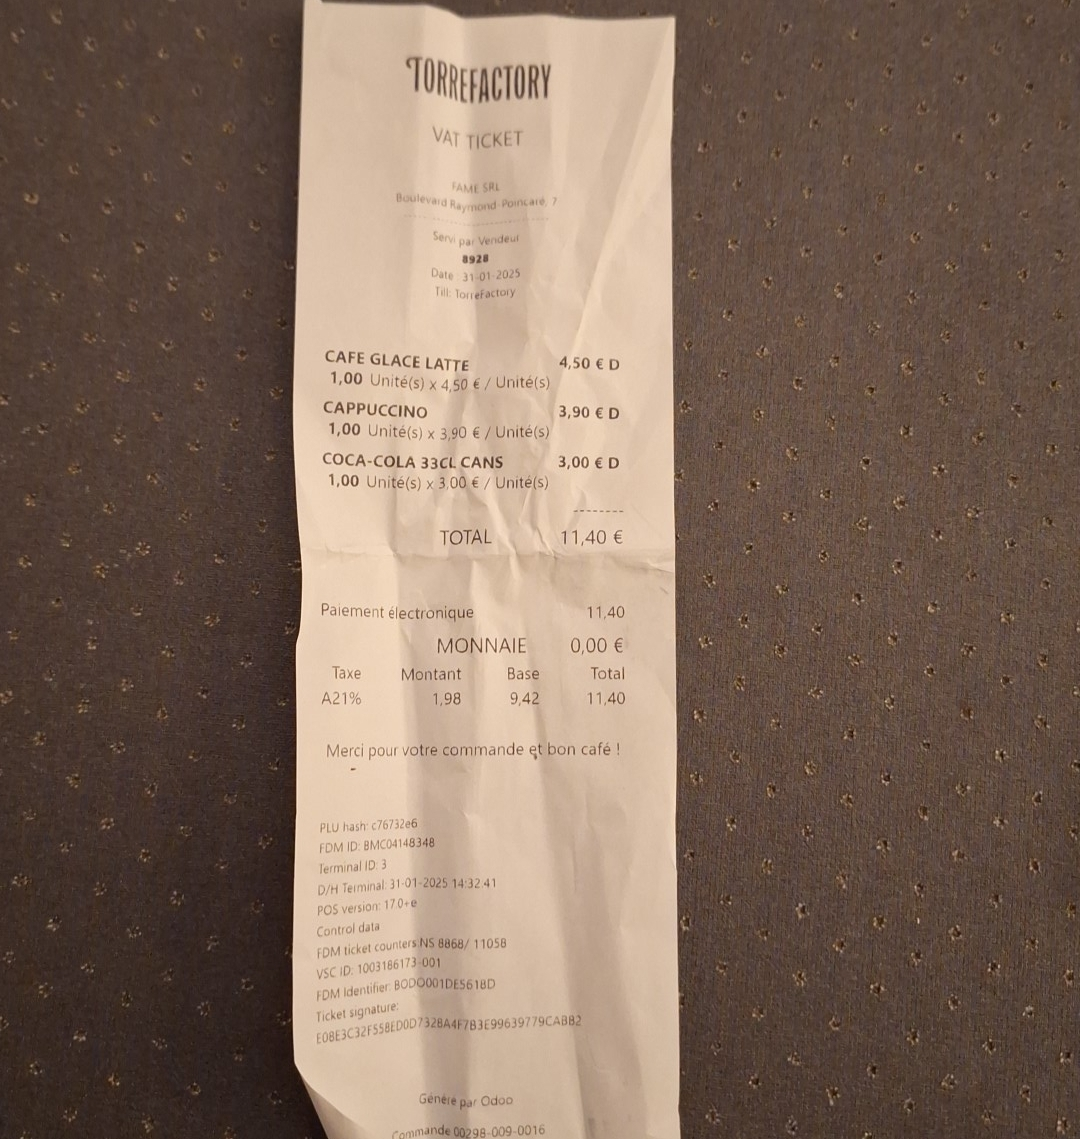 TORREFACTORY
VAT TICKET
FAME SRL
Boulevard Raymond Poincaré, 7
Servi par Vendeur
8928
Date : 31-01-2025
Till: Torrefactory
CAFE GLACE LATTE 4,50 € D
1,00 Unité(s) x 4,50 € / Unité(s)
CAPPUCCINO 3,90 € D
1,00 Unité(s) x 3,90 € / Unité(s)
COCA-COLA 33CL CANS 3,00 € D
1,00 Unité(s) x 3,00 € / Unité(s)
--------
TOTAL 11,40 €
Paiement électronique 11,40
MONNAIE 0,00 €
Taxe Montant Base Total
A21% 1,98 9,42 11,40
Merci pour votre commande et bon café !
PLU hash: c76732e6
FDM ID: BMC04148348
Terminal ID: 3
D/H Terminal: 31-01-2025 14:32:41
POS version: 17.0+e
Control data
FDM ticket counters NS 8868/ 11058
VSC ID: 1003186173-001
FDM Identifier: BODO001DE561BD
Ticket signature:
E08E3C32F558ED0D7328A4F7B3E99639779CABB2
Généré par Odoo
Commande 00298-009-0016